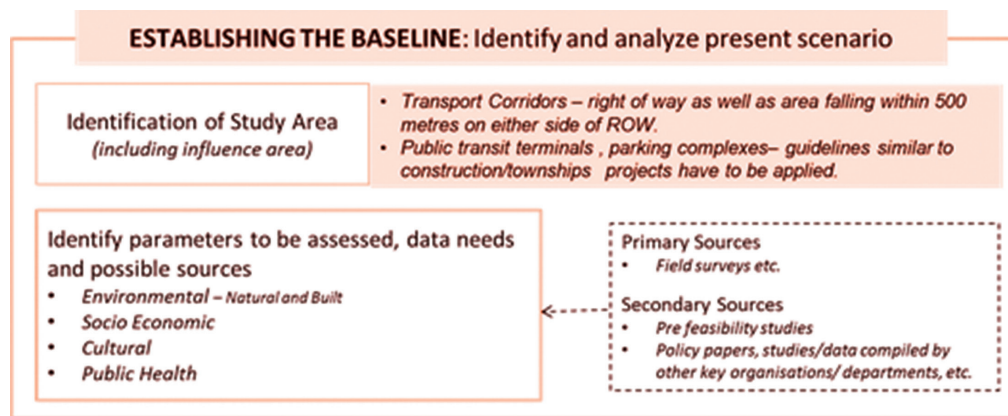 ESTABLISHING THE BASELINE: Identify and analyze present scenario
Identification of Study Area
(including influence area)
• Transport Corridors – right of way as well as area falling within 500
metres on either side of ROW.
• Public transit terminals , parking complexes– guidelines similar to
construction/townships projects have to be applied.
Identify parameters to be assessed, data needs
and possible sources
• Environmental – Natural and Built
• Socio Economic
• Cultural
• Public Health
Primary Sources
• Field surveys etc.
Secondary Sources
• Pre feasibility studies
• Policy papers, studies/data compiled by
other key organisations/ departments, etc.